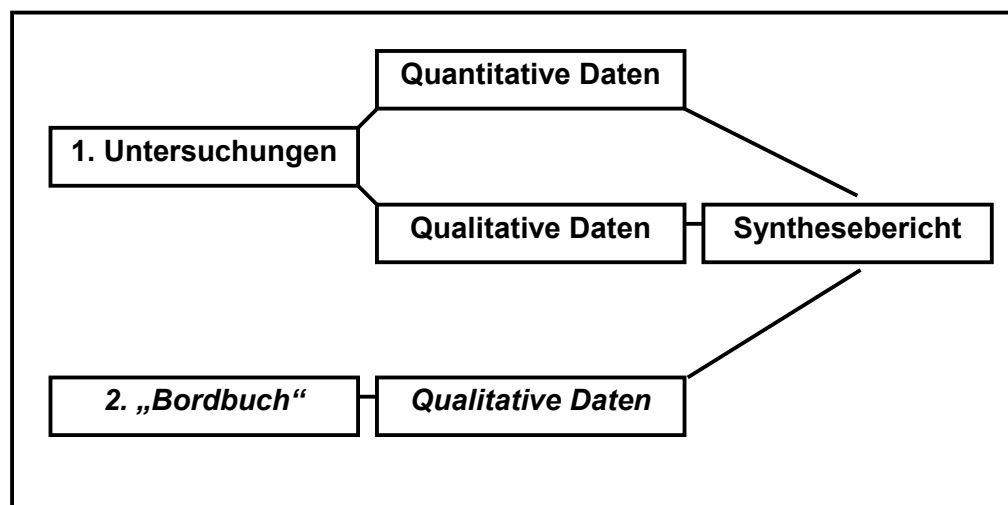 Quantitative Daten
1. Untersuchungen
Qualitative Daten
Synthesebericht
2. „Bordbuch“
Qualitative Daten